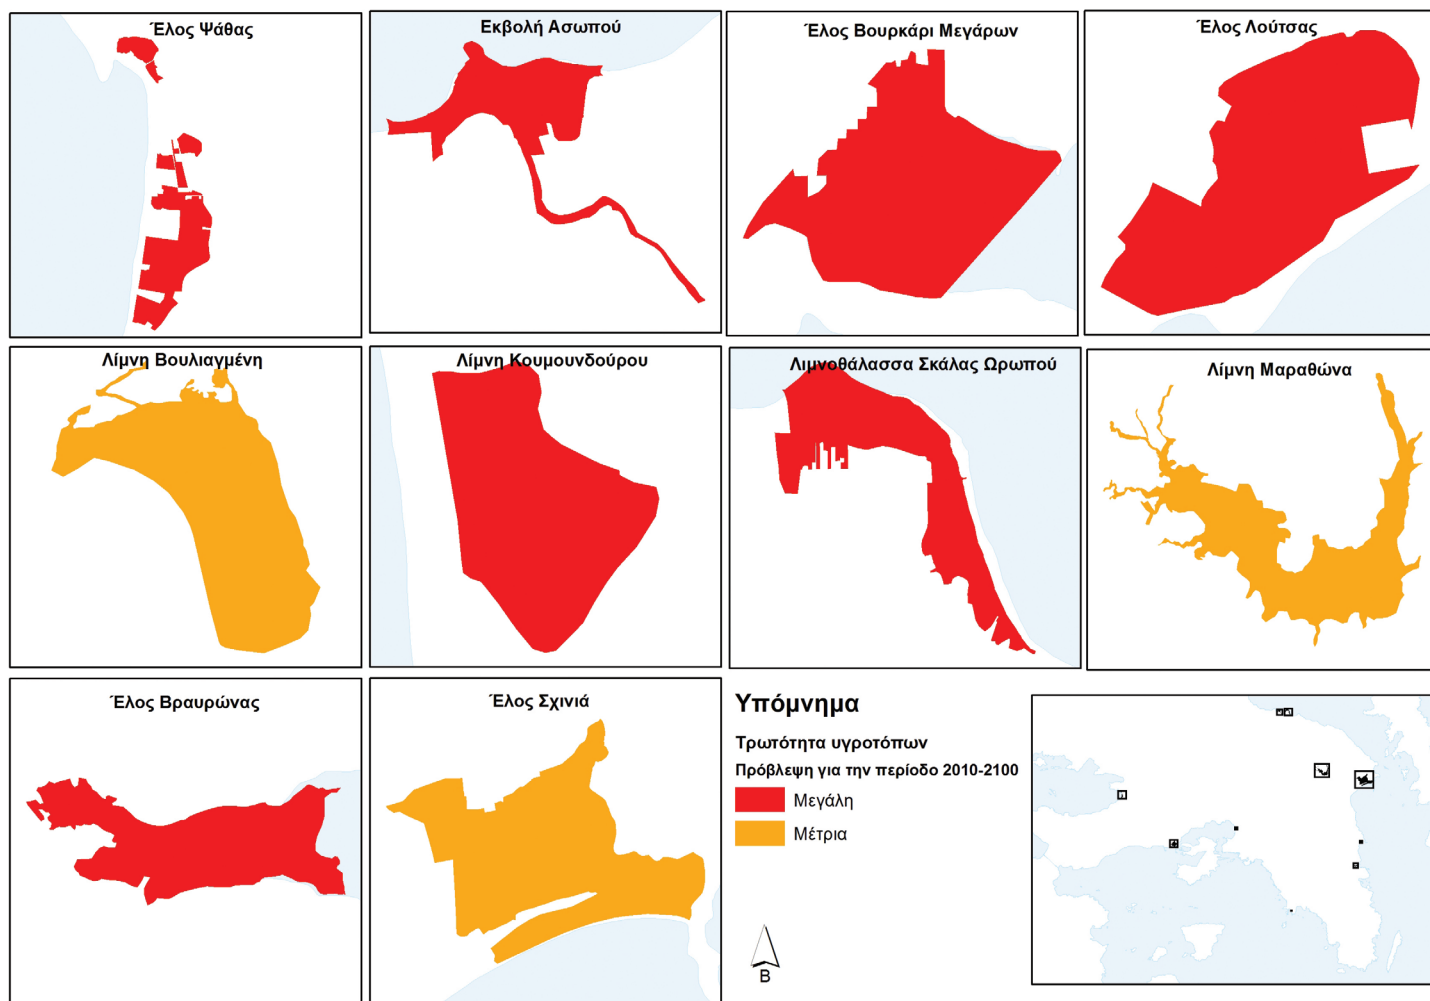 Έλος Ψάθας
Εκβολή Ασωπού
Έλος Βουρκάρι Μεγάρων
Έλος Λούτσας
Λίμνη Βουλιαγμένη
Λίμνη Κουμουνδούρου
Λιμνοθάλασσα Σκάλας Ωρωπού
Λίμνη Μαραθώνα
Έλος Βραυρώνας
Έλος Σχινιά
Υπόμνημα
Τρωτότητα υγροτόπων
Πρόβλεψη για την περίοδο 2010-2100
Μεγάλη
Μέτρια
Β